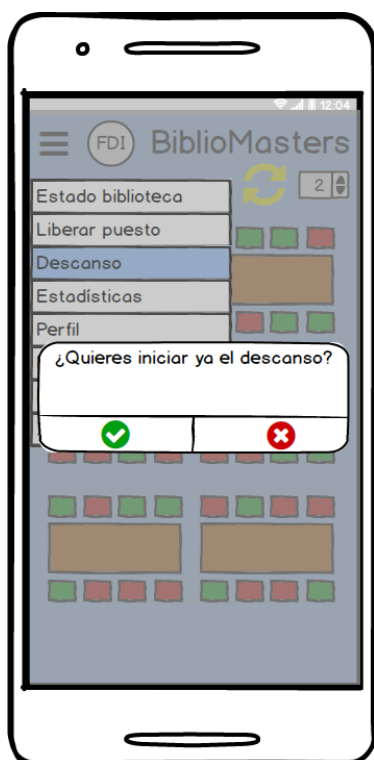 12:04
FDI BiblioMasters
2
Estado biblioteca
Liberar puesto
Descanso
Estadísticas
Perfil
¿Quieres iniciar ya el descanso?